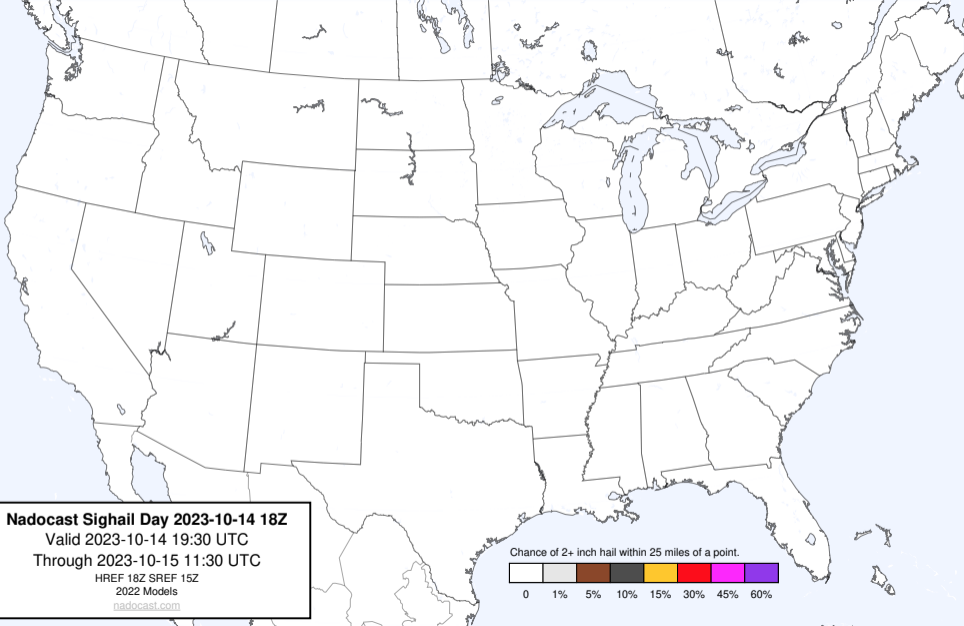 Nadocast Sighail Day 2023-10-14 18Z
Valid 2023-10-14 19:30 UTC
Through 2023-10-15 11:30 UTC
HREF 18Z SREF 15Z
2022 Models
nadocast.com
Chance of 2+ inch hail within 25 miles of a point.
0 1% 5% 10% 15% 30% 45% 60%